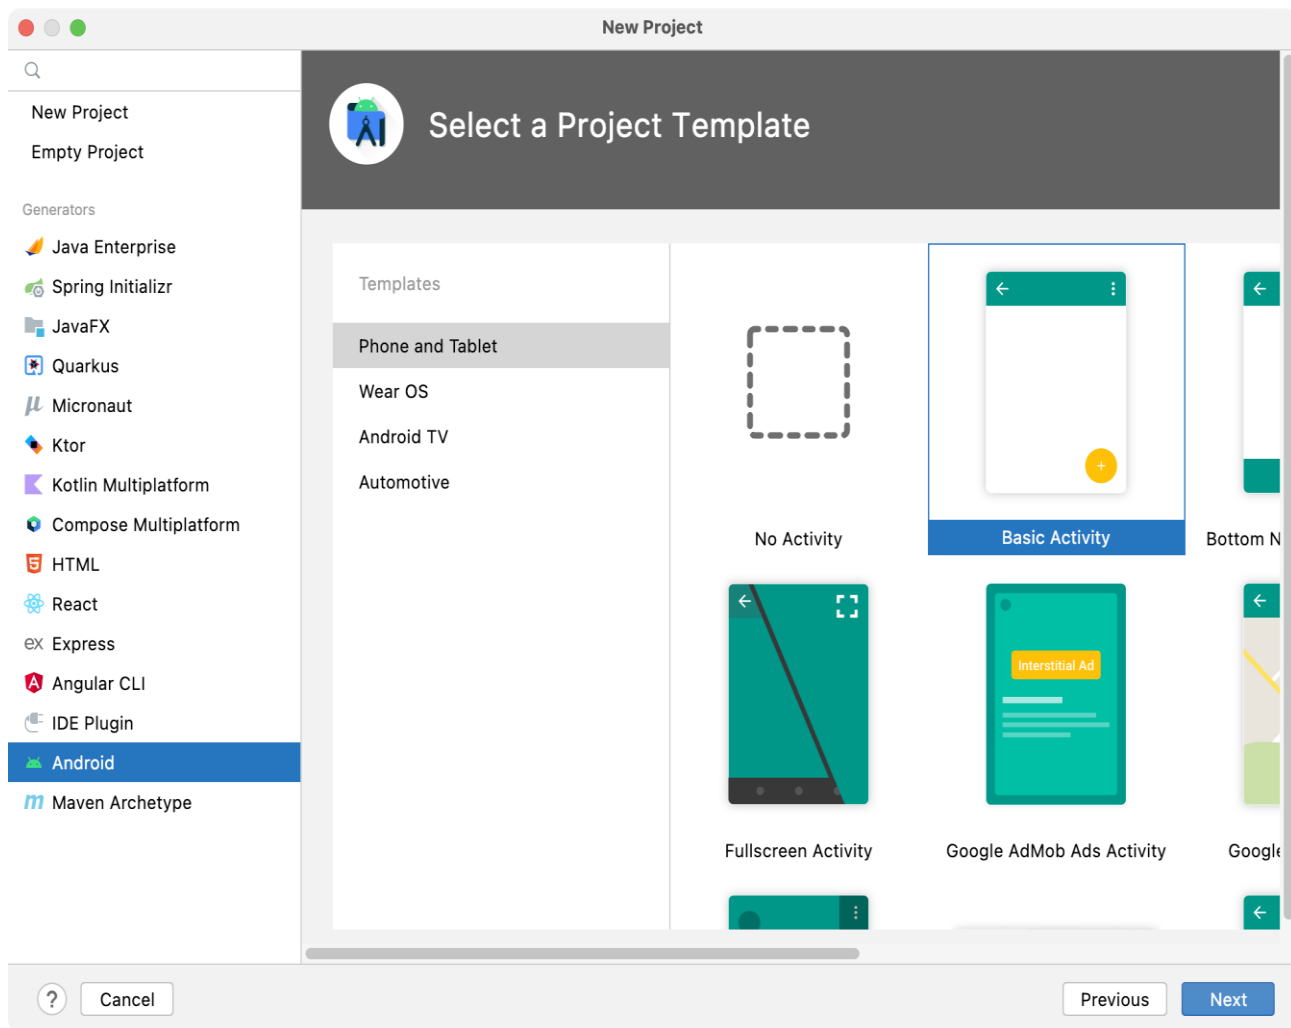 New Project
New Project
Empty Project
Generators
Java Enterprise
Spring Initializr
JavaFX
Quarkus
Micronaut
Ktor
Kotlin Multiplatform
Compose Multiplatform
HTML
React
ex Express
Angular CLI
IDE Plugin
Android
m Maven Archetype
Select a Project Template
Templates
Phone and Tablet
Wear OS
Android TV
Automotive
No Activity
Basic Activity
Bottom N
Interstitial Ad
Fullscreen Activity
Google AdMob Ads Activity
Google
? Cancel
Previous
Next